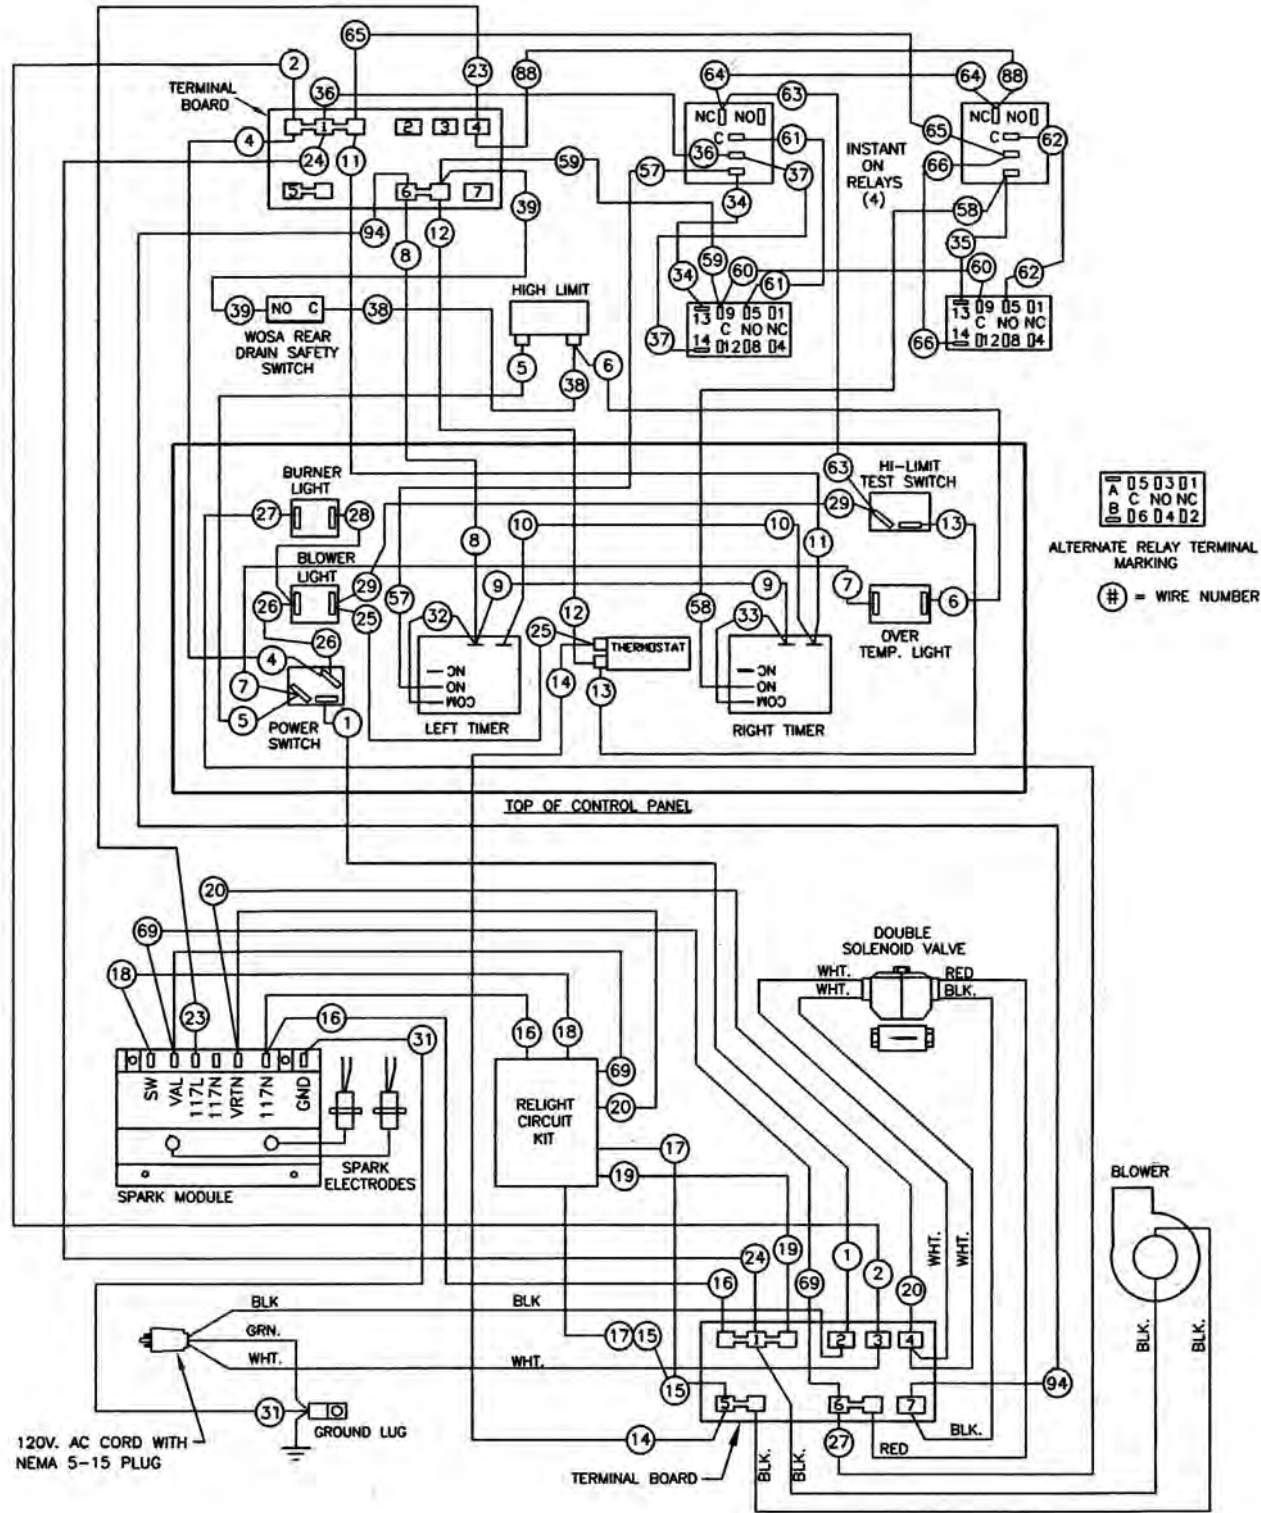 65
2
23
88
64
63
64
88
36
TERMINAL
BOARD
NC NO
NC NO
4
1 2 3 4
24
11
59
C
61
65
C
62
36
INSTANT
ON
RELAYS
(4)
57
37
66
5
6
7
34
58
39
94
12
8
35
34
59
60
61
60
62
HIGH LIMIT
39
NO C
38
13 9 5 1
C NO NC
14 12 8 4
13 9 5 1
C NO NC
14 12 8 4
WOSA REAR
DRAIN SAFETY
SWITCH
37
66
5
6
38
BURNER
LIGHT
63
HI-LIMIT
TEST SWITCH
27
28
29
13
10
10
A 5 3 1
C NO NC
B 6 4 2
8
11
ALTERNATE RELAY TERMINAL
MARKING
BLOWER
LIGHT
29
9
9
7
6
# = WIRE NUMBER
26
25
57
12
58
26
32
25
33
OVER
TEMP. LIGHT
4
THERMOSTAT
7
NC
NO
COM
14
13
NC
NO
COM
5
1
POWER
SWITCH
LEFT TIMER
RIGHT TIMER
TOP OF CONTROL PANEL
20
69
DOUBLE
SOLENOID VALVE
18
WHT.
RED
WHT.
BLK.
23
16
31
16
18
SW
VAL
117L
117N
VRTN
117N
GND
69
20
RELIGHT
CIRCUIT
KIT
17
19
SPARK
ELECTRODES
SPARK MODULE
BLOWER
24
19
1
2
WHT.
WHT.
16
69
20
BLK
BLK
GRN.
WHT.
WHT.
17
15
1 2 3 4
BLK.
BLK.
15
94
5
6
7
31
GROUND LUG
120V. AC CORD WITH
NEMA 5-15 PLUG
14
27
BLK.
RED
BLK.
BLK.
TERMINAL BOARD